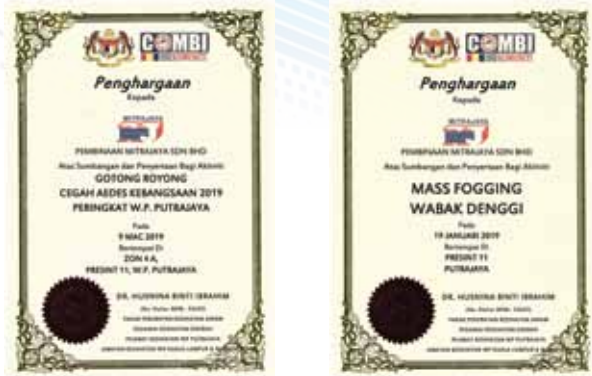 COMBI
Penghargaan
Kepada
MITRAJAYA
PEMBINAAN MITRAJAYA SDN BHD
Atas Sumbangan dan Penyertaan Bagi Aktiviti
GOTONG ROYONG
CEGAH AEDES KEBANGSAAN 2019
PERINGKAT W.P. PUTRAJAYA
Pada
9 MAC 2019
Bertempat Di
ZON 4 A,
PRESINT 11, W.P. PUTRAJAYA
DR. HUSNINA BINTI IBRAHIM
COMBI
Penghargaan
Kepada
MITRAJAYA
PEMBINAAN MITRAJAYA SDN BHD
Atas Sumbangan dan Penyertaan Bagi Aktiviti
MASS FOGGING
WABAK DENGGI
Pada
19 JANUARI 2019
Bertempat Di
PRESINT 11
PUTRAJAYA
DR. HUSNINA BINTI IBRAHIM